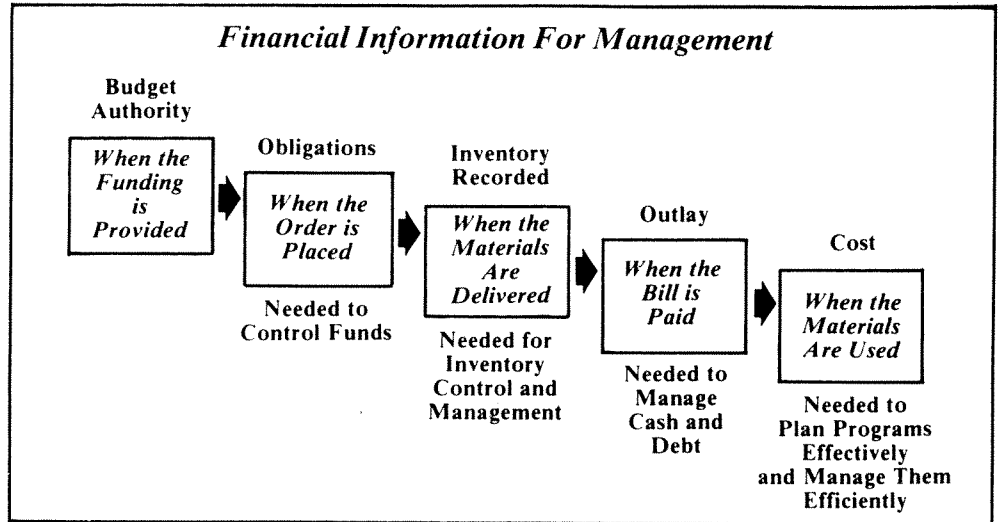 Financial Information For Management
Budget
Authority
When the
Funding
is
Provided
Obligations
When the
Order is
Placed
Needed to
Control Funds
Inventory
Recorded
When the
Materials
Are
Delivered
Needed for
Inventory
Control and
Management
Outlay
When the
Bill is
Paid
Needed to
Manage
Cash and
Debt
Cost
When the
Materials
Are Used
Needed to
Plan Programs
Effectively
and Manage Them
Efficiently